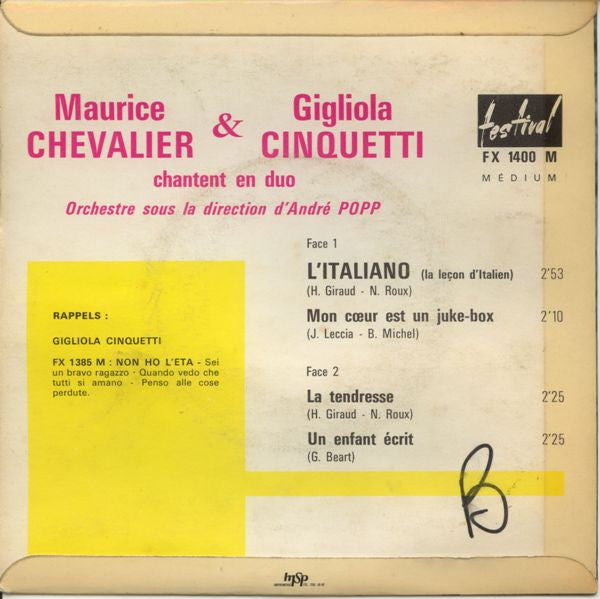 Maurice
CHEVALIER
&
Gigliola
CINQUETTI
chantent en duo
Orchestre sous la direction d'André POPP
festival
FX 1400 M
MÉDIUM
Face 1
L'ITALIANO (la leçon d'Italien) 2'53
(H. Giraud - N. Roux)
Mon cœur est un juke-box 2'10
(J. Leccia - B. Michel)
Face 2
La tendresse 2'25
(H. Giraud - N. Roux)
Un enfant écrit 2'25
(G. Beart)
RAPPELS :
GIGLIOLA CINQUETTI
FX 1385 M : NON HO L'ETA - Sei
un bravo ragazzo - Quando vedo che
tutti si amano - Penso alle cose
perdute.
B
msp